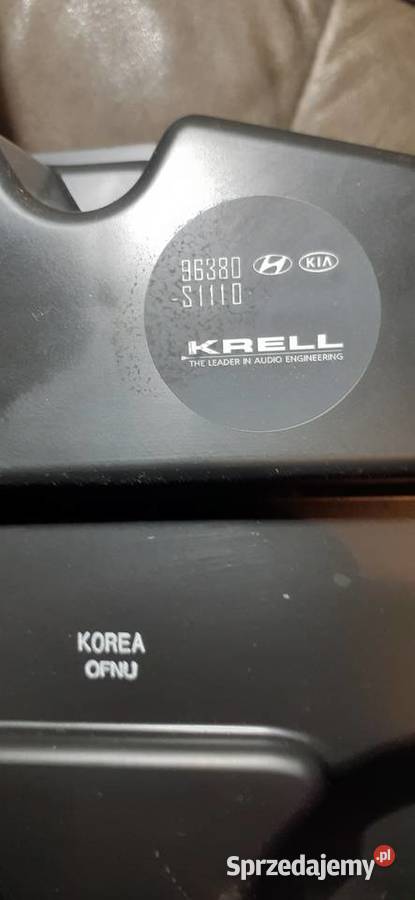 96380 KIA
-S1110
KRELL
THE LEADER IN AUDIO ENGINEERING
KOREA
OFNU
Sprzedajemy.pl